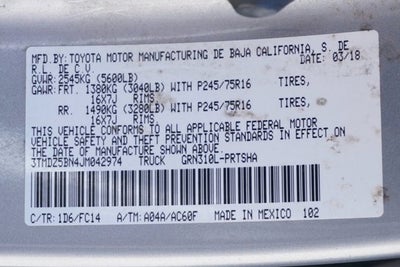 MFD.BY:TOYOTA MOTOR MANUFACTURING DE BAJA CALIFORNIA, S. DE
R.L. DE C.V. DATE: 03/18
GVWR:2545KG (5600LB)
GAWR:FRT. 1380KG (3040LB) WITH P245/75R16 TIRES,
16X7J RIMS,
RR. 1490KG (3240LB) WITH P245/75R16 TIRES,
16X7J RIMS,
THIS VEHICLE CONFORMS TO ALL APPLICABLE FEDERAL MOTOR
VEHICLE SAFETY AND THEFT PREVENTION STANDARDS IN EFFECT ON
THE DATE OF MANUFACTURE SHOWN ABOVE.
3TMDZ5BN4JM042974 TRUCK GRN310L-PRTSHA
C/TR:1D6/FC14 A/TM:A04A/AC60F MADE IN MEXICO 102